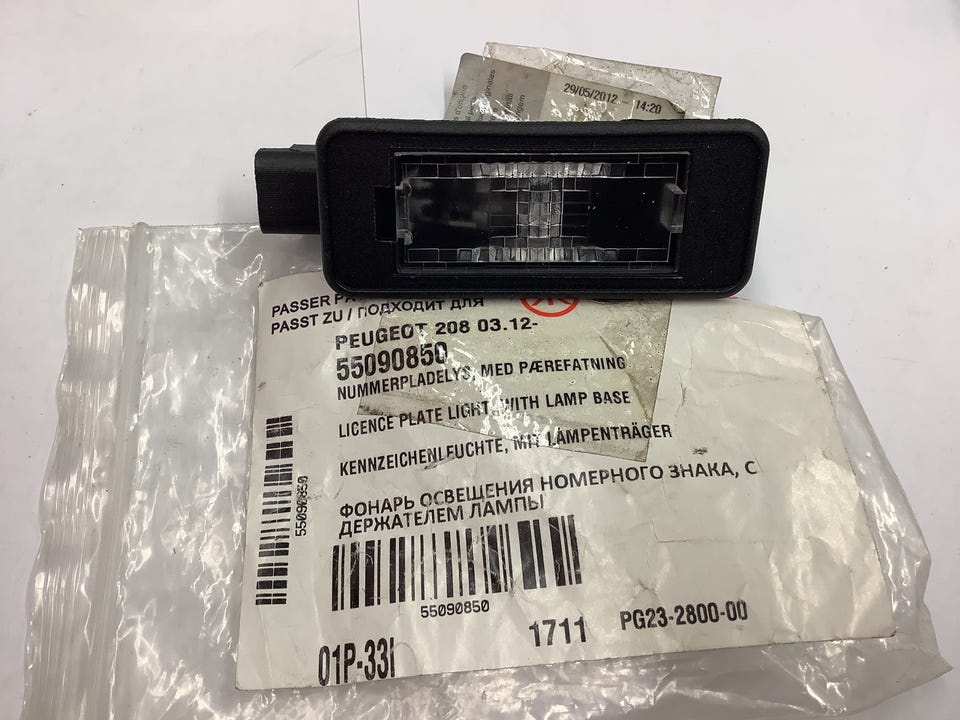 29/05/2012 - 14:20
PASSER PA
PASST ZU / ПОДХОДИТ ДЛЯ
PEUGEOT 208 03.12-
55090850
NUMMERPLADELYS, MED PÆREFATNING
LICENCE PLATE LIGHT, WITH LAMP BASE
KENNZEICHENLEUCHTE, MIT LAMPENTRÄGER
ФОНАРЬ ОСВЕЩЕНИЯ НОМЕРНОГО ЗНАКА, С
ДЕРЖАТЕЛЕМ ЛАМПЫ
55090850
55090850
01P-33I
1711
PG23-2800-00